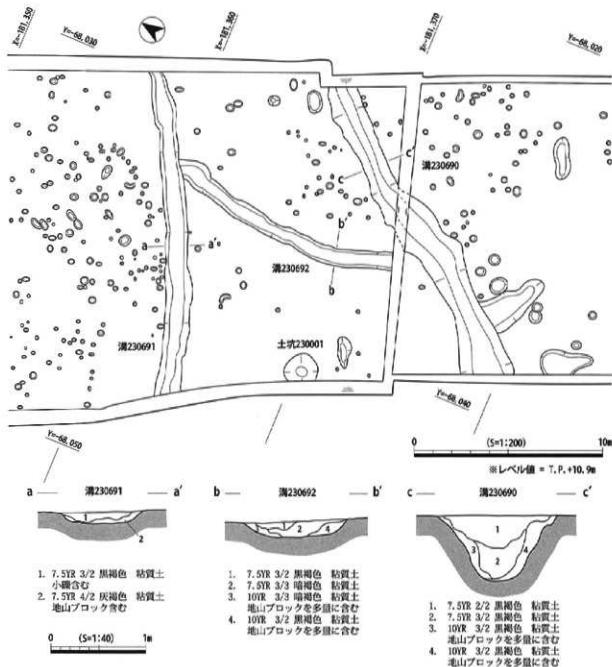 X=-181,350
Y=-68,030
X=-181,360
X=-181,370
Y=-68,020
c
c'
溝230690
b'
a
a'
溝230692
b
溝230691
土坑230001
Y=-68,040
Y=-68,050
0
(S=1:200)
10m
※レベル値 = T.P.+10.9m
a
溝230691
a'
1
2
1. 7.5YR 3/2 黒褐色 粘質土
小礫含む
2. 7.5YR 4/2 灰褐色 粘質土
地山ブロック含む
0
(S=1:40)
1m
b
溝230692
b'
2
4
1. 7.5YR 3/2 黒褐色 粘質土
2. 7.5YR 3/3 暗褐色 粘質土
3. 10YR 3/3 暗褐色 粘質土
地山ブロックを多量に含む
4. 10YR 3/2 黒褐色 粘質土
地山ブロックを多量に含む
c
溝230690
c'
1
3
2
4
1. 7.5YR 2/2 黒褐色 粘質土
2. 7.5YR 3/2 黒褐色 粘質土
3. 10YR 3/2 黒褐色 粘質土
地山ブロックを多量に含む
4. 10YR 3/2 黒褐色 粘質土
地山ブロックを多量に含む